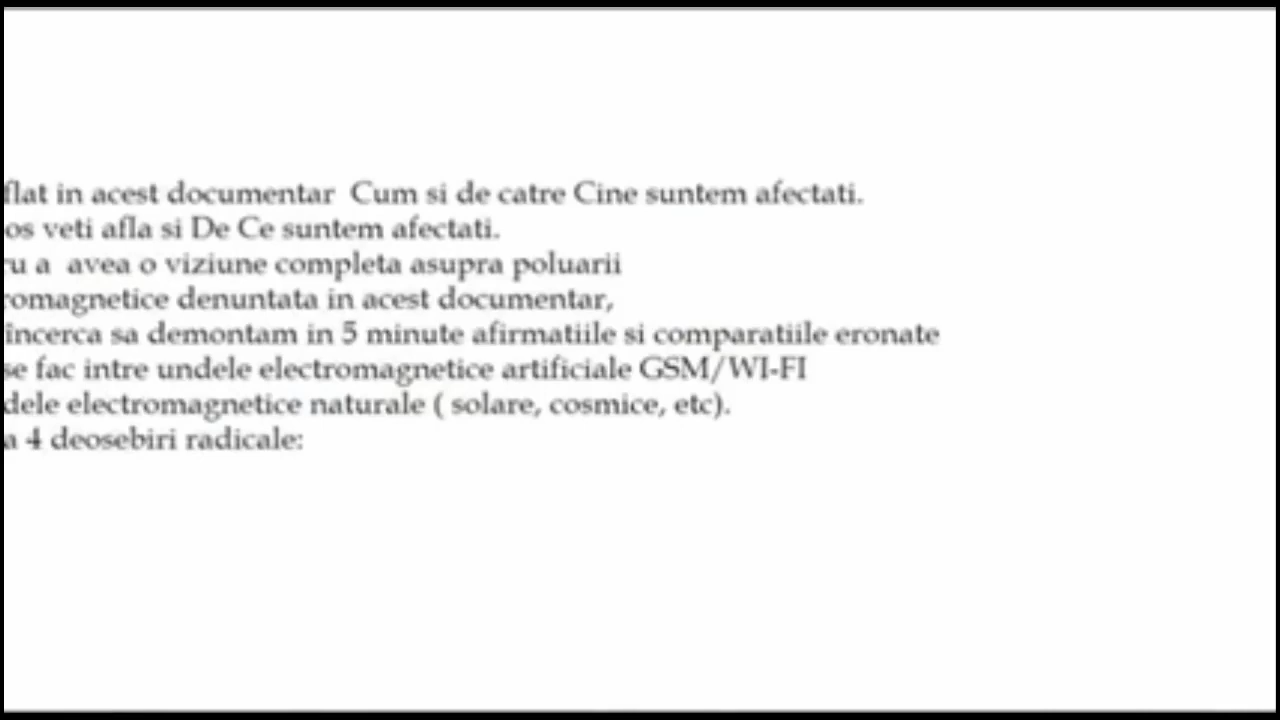 flat in acest documentar Cum si de catre Cine suntem afectati.
os veti afla si De Ce suntem afectati.
u a avea o viziune completa asupra poluarii
romagnetice denuntata in acest documentar,
incerca sa demontam in 5 minute afirmatiile si comparatiile eronate
se fac intre undele electromagnetice artificiale GSM/WI-FI
dele electromagnetice naturale ( solare, cosmice, etc).
a 4 deosebiri radicale: